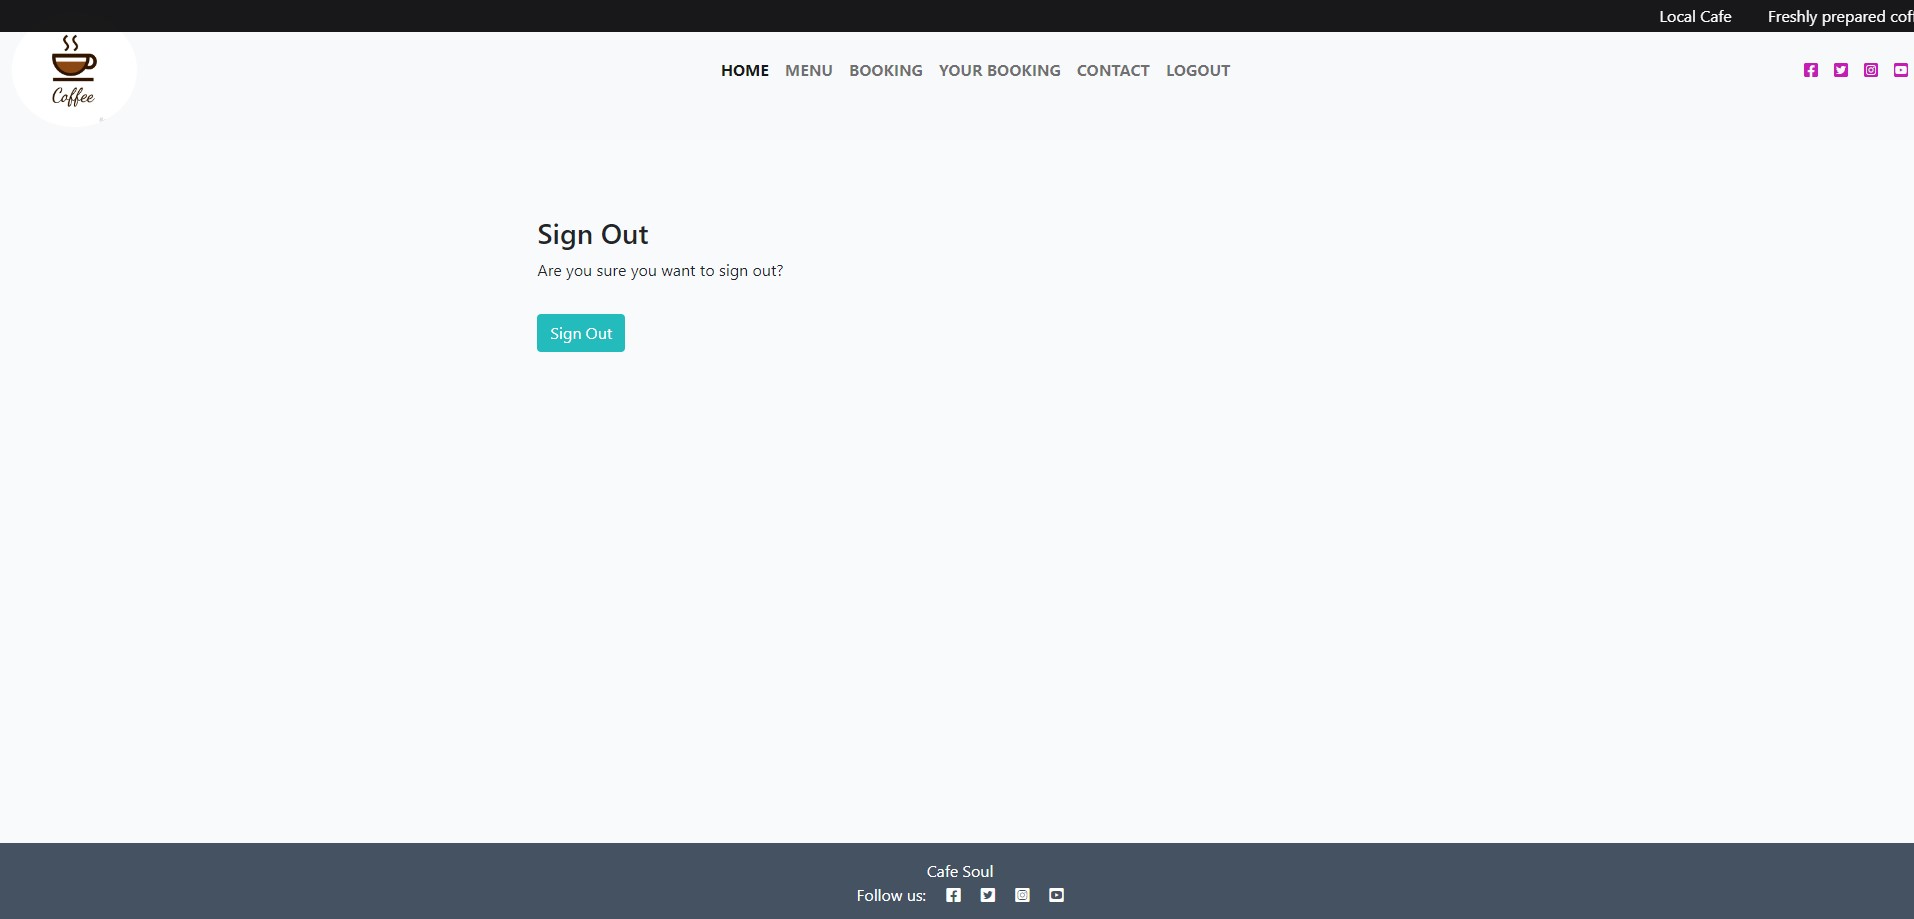 Local Cafe Freshly prepared cof
Coffee
HOME MENU BOOKING YOUR BOOKING CONTACT LOGOUT
Sign Out
Are you sure you want to sign out?
Sign Out
Cafe Soul
Follow us: